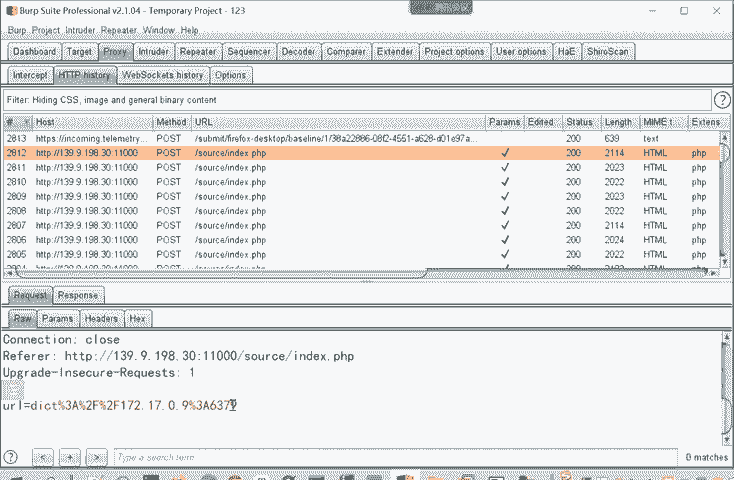 Burp Suite Professional v2.1.04 - Temporary Project - 123
Burp Project Intruder Repeater Window Help
Dashboard Target Proxy Intruder Repeater Sequencer Decoder Comparer Extender Project options User options HaE ShiroScan
Intercept HTTP history WebSockets history Options
Filter: Hiding CSS, image and general binary content
# Host Method URL Params Edited Status Length MIME t... Extens
2813 https://incoming.telemetry... POST 200 639 text
2812 http://139.9.198.30:11000 POST /source/index.php ✓ 200 2114 HTML php
2811 http://139.9.198.30:11000 POST /source/index.php ✓ 200 2023 HTML php
2810 http://139.9.198.30:11000 POST /source/index.php ✓ 200 2022 HTML php
2809 http://139.9.198.30:11000 POST /source/index.php ✓ 200 2023 HTML php
2808 http://139.9.198.30:11000 POST /source/index.php ✓ 200 2022 HTML php
2807 http://139.9.198.30:11000 POST /source/index.php ✓ 200 2114 HTML php
2806 http://139.9.198.30:11000 POST /source/index.php ✓ 200 2024 HTML php
2805 http://139.9.198.30:11000 POST /source/index.php ✓ 200 2022 HTML php
Request Response
Raw Params Headers Hex
Connection: close
Referer: http://139.9.198.30:11000/source/index.php
Upgrade-Insecure-Requests: 1
url=dict%3A%2F%2F172.17.0.9%3A6379
? < + > Type a search term 0 matches